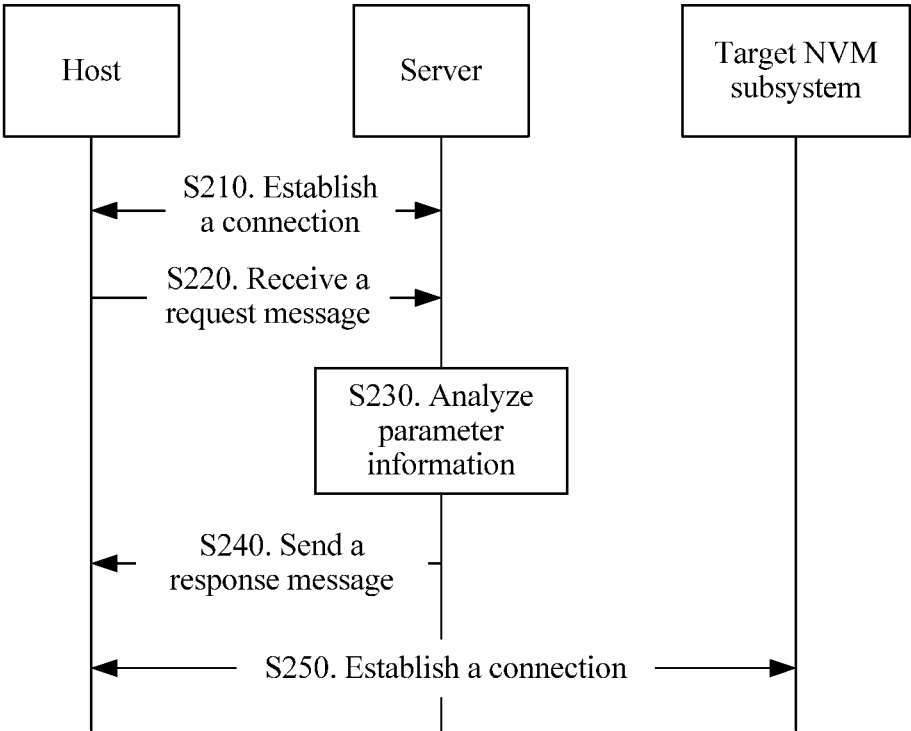 Host
Server
Target NVM
subsystem
S210. Establish
a connection
S220. Receive a
request message
S230. Analyze
parameter
information
S240. Send a
response message
S250. Establish a connection